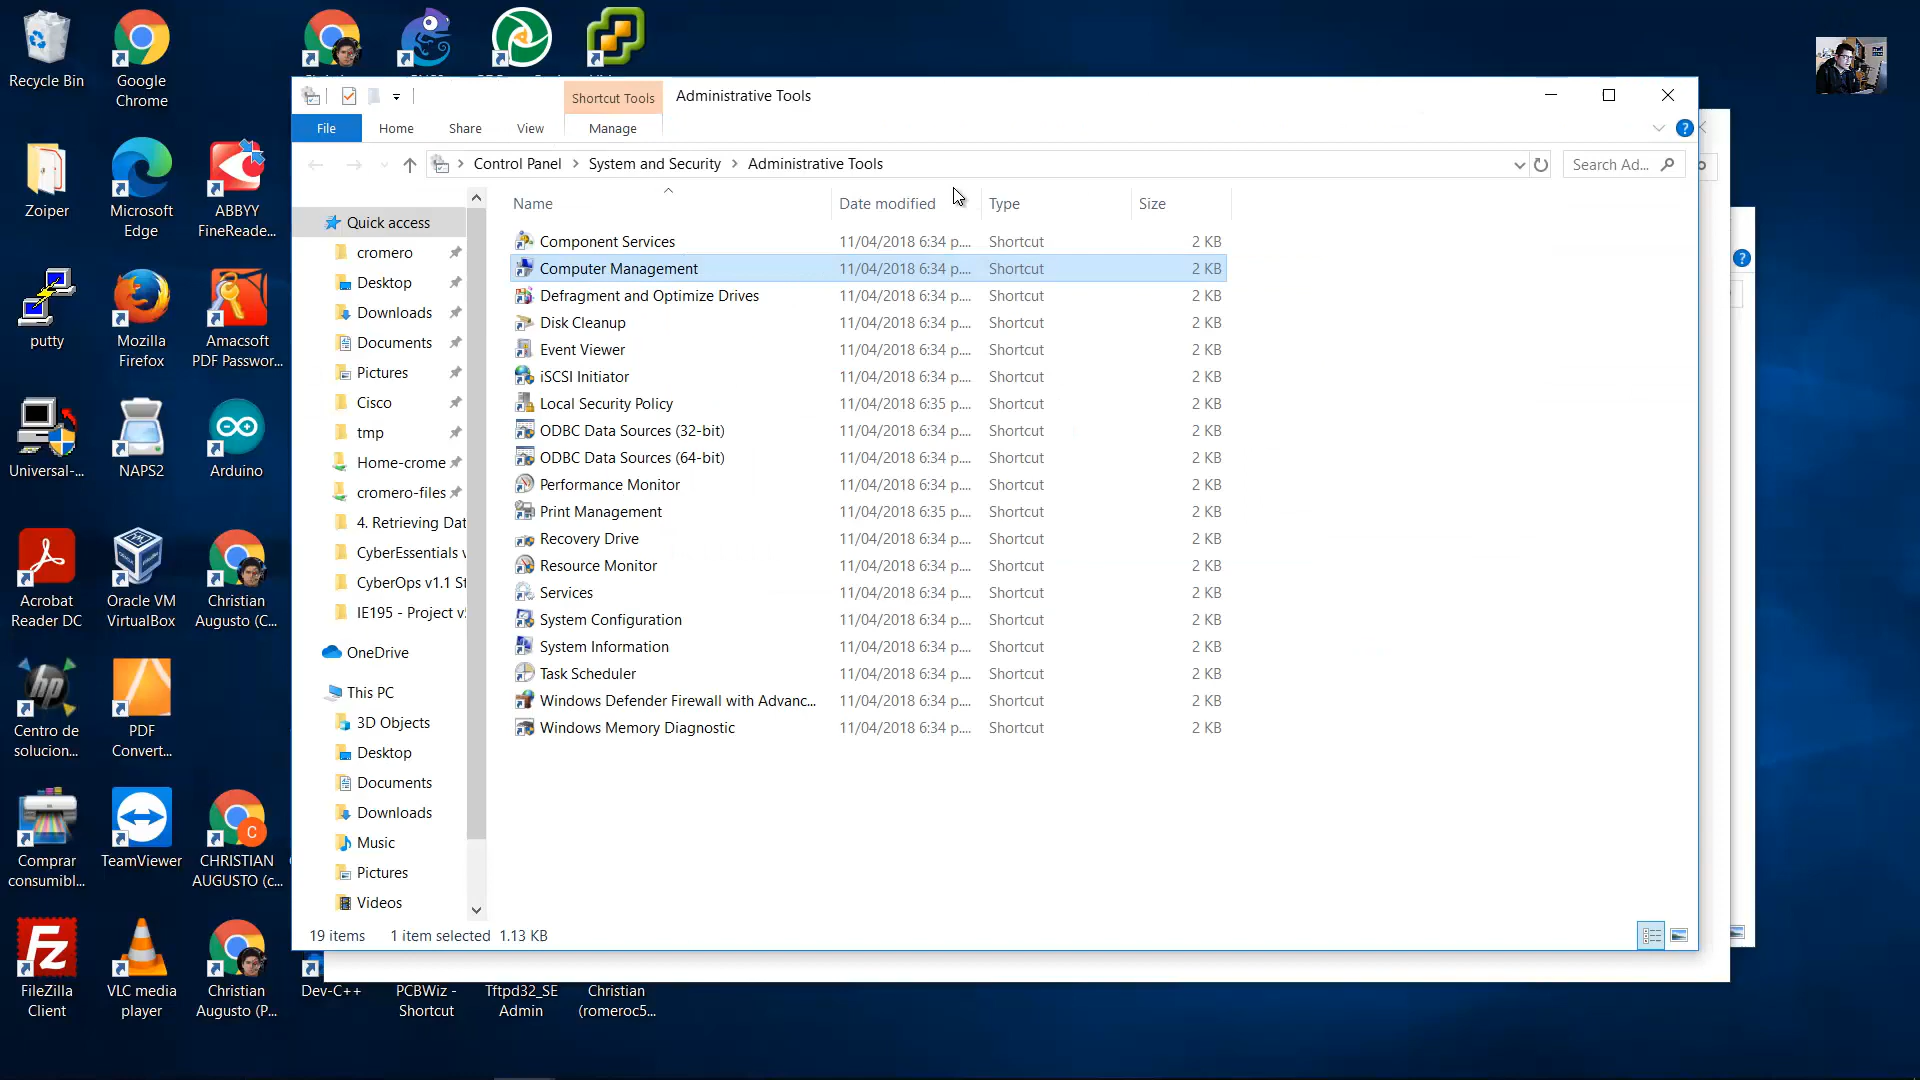 Recycle Bin
Google
Chrome
Zoiper
Microsoft
Edge
ABBYY
FineReade...
putty
Mozilla
Firefox
Amacsoft
PDF Passwor...
Universal-...
NAPS2
Arduino
Acrobat
Reader DC
Oracle VM
VirtualBox
Christian
Augusto (C...
Centro de
solucion...
PDF
Convert...
Comprar
consumibl...
TeamViewer
CHRISTIAN
AUGUSTO (c...
FileZilla
Client
VLC media
player
Christian
Augusto (P...
Dev-C++
PCBWiz -
Shortcut
Tftpd32_SE
Admin
Christian
(romeroc5...
Shortcut Tools
Administrative Tools
File
Home
Share
View
Manage
Control Panel > System and Security > Administrative Tools
Search Ad...
Quick access
cromero
Desktop
Downloads
Documents
Pictures
Cisco
tmp
Home-crome
cromero-files
4. Retrieving Dat
CyberEssentials v
CyberOps v1.1 St
IE195 - Project v
OneDrive
This PC
3D Objects
Desktop
Documents
Downloads
Music
Pictures
Videos
Name Date modified Type Size
Component Services 11/04/2018 6:34 p.... Shortcut 2 KB
Computer Management 11/04/2018 6:34 p.... Shortcut 2 KB
Defragment and Optimize Drives 11/04/2018 6:34 p.... Shortcut 2 KB
Disk Cleanup 11/04/2018 6:34 p.... Shortcut 2 KB
Event Viewer 11/04/2018 6:34 p.... Shortcut 2 KB
iSCSI Initiator 11/04/2018 6:34 p.... Shortcut 2 KB
Local Security Policy 11/04/2018 6:35 p.... Shortcut 2 KB
ODBC Data Sources (32-bit) 11/04/2018 6:34 p.... Shortcut 2 KB
ODBC Data Sources (64-bit) 11/04/2018 6:34 p.... Shortcut 2 KB
Performance Monitor 11/04/2018 6:34 p.... Shortcut 2 KB
Print Management 11/04/2018 6:35 p.... Shortcut 2 KB
Recovery Drive 11/04/2018 6:34 p.... Shortcut 2 KB
Resource Monitor 11/04/2018 6:34 p.... Shortcut 2 KB
Services 11/04/2018 6:34 p.... Shortcut 2 KB
System Configuration 11/04/2018 6:34 p.... Shortcut 2 KB
System Information 11/04/2018 6:34 p.... Shortcut 2 KB
Task Scheduler 11/04/2018 6:34 p.... Shortcut 2 KB
Windows Defender Firewall with Advanc... 11/04/2018 6:34 p.... Shortcut 2 KB
Windows Memory Diagnostic 11/04/2018 6:34 p.... Shortcut 2 KB
19 items 1 item selected 1.13 KB